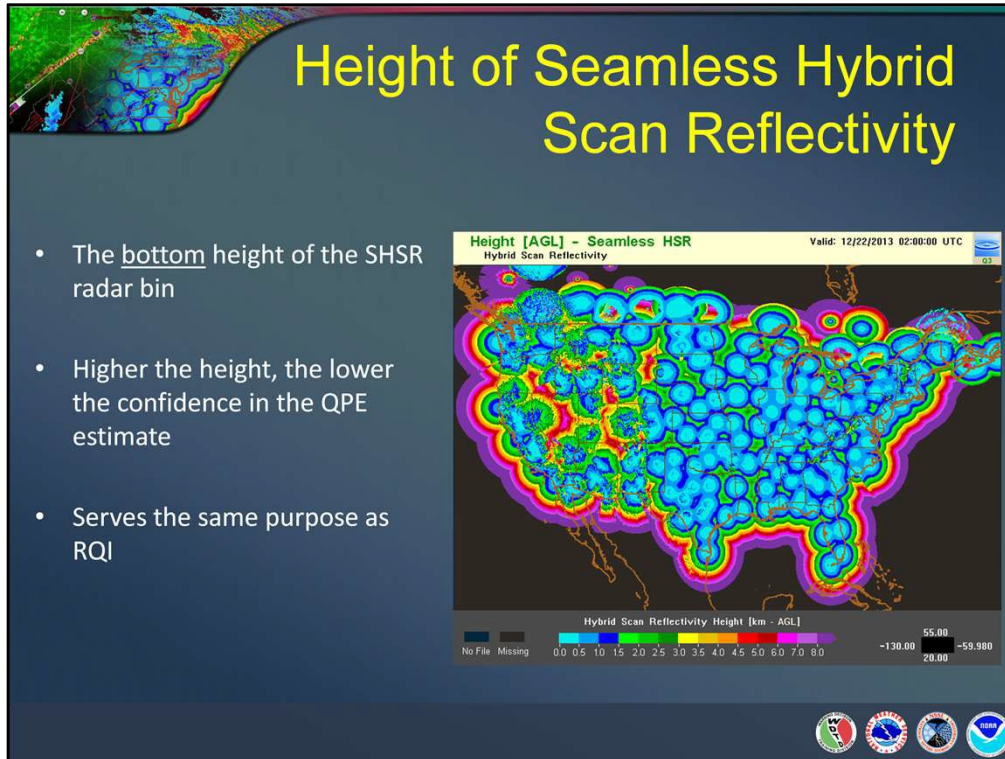 Height of Seamless Hybrid
Scan Reflectivity
• The bottom height of the SHSR
radar bin
• Higher the height, the lower
the confidence in the QPE
estimate
• Serves the same purpose as
RQI
Height [AGL] - Seamless HSR
Valid: 12/22/2013 02:00:00 UTC
Hybrid Scan Reflectivity
Q3
Hybrid Scan Reflectivity Height [km - AGL]
No File Missing
0.0 0.5 1.0 1.5 2.0 2.5 3.0 3.5 4.0 4.5 5.0 6.0 7.0 8.0
55.00
-130.00 -59.980
20.00
NOAA